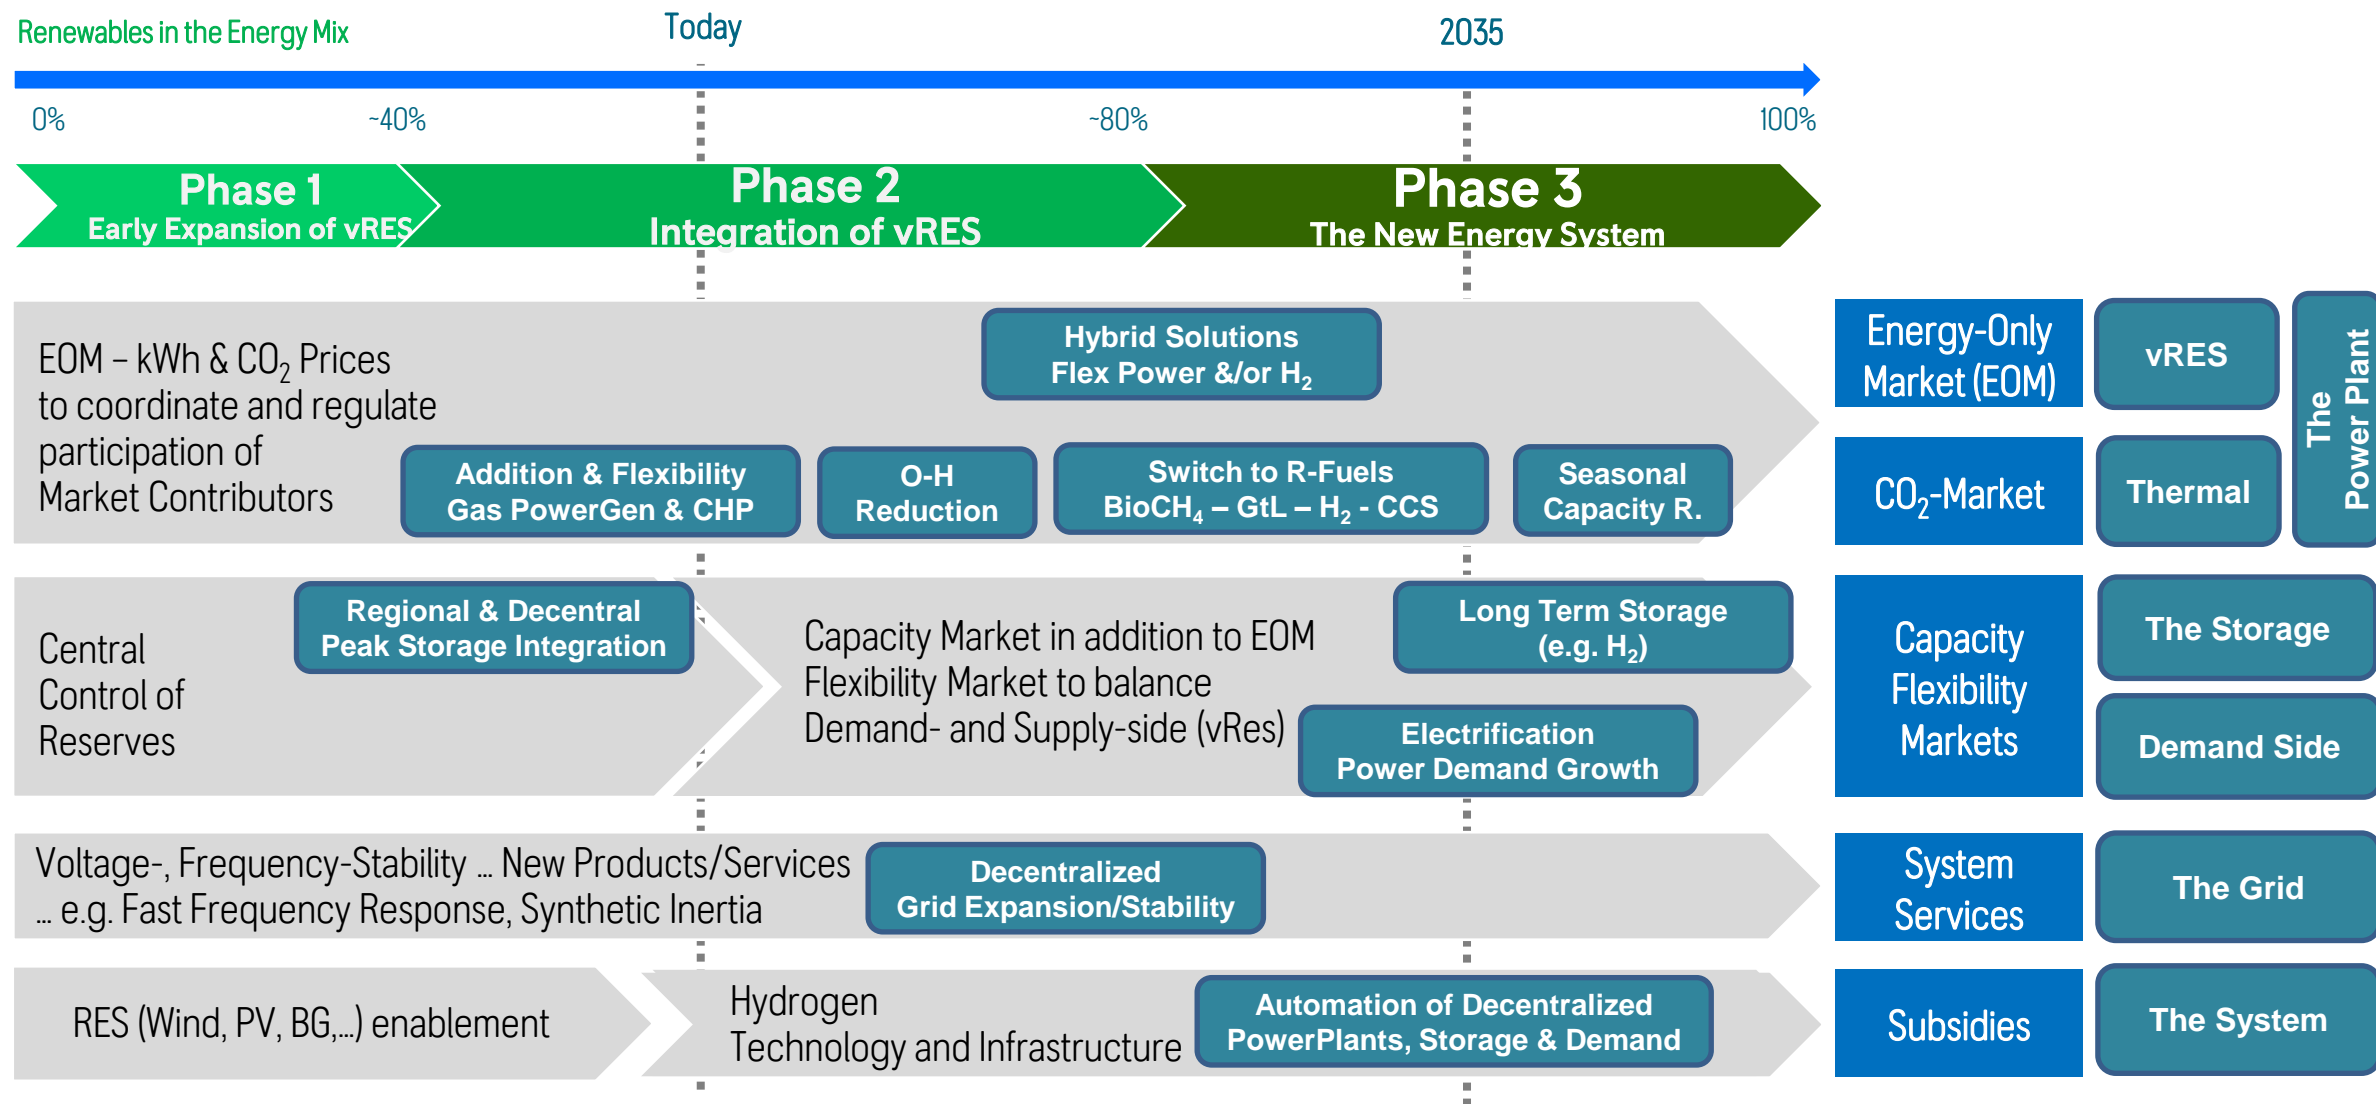 Renewables in the Energy Mix
Today
2035
0%
~40%
~80%
100%
Phase 1
Early Expansion of vRES
Phase 2
Integration of vRES
Phase 3
The New Energy System
EOM – kWh & CO₂ Prices
to coordinate and regulate
participation of
Market Contributors
Hybrid Solutions
Flex Power &/or H₂
Addition & Flexibility
Gas PowerGen & CHP
O-H
Reduction
Switch to R-Fuels
BioCH₄ – GtL – H₂ - CCS
Seasonal
Capacity R.
Energy-Only
Market (EOM)
vRES
CO₂-Market
Thermal
The
Power Plant
Central
Control of
Reserves
Regional & Decentral
Peak Storage Integration
Capacity Market in addition to EOM
Flexibility Market to balance
Demand- and Supply-side (vRes)
Long Term Storage
(e.g. H₂)
Electrification
Power Demand Growth
Capacity
Flexibility
Markets
The Storage
Demand Side
Voltage-, Frequency-Stability ... New Products/Services
... e.g. Fast Frequency Response, Synthetic Inertia
Decentralized
Grid Expansion/Stability
System
Services
The Grid
RES (Wind, PV, BG,...) enablement
Hydrogen
Technology and Infrastructure
Automation of Decentralized
PowerPlants, Storage & Demand
Subsidies
The System